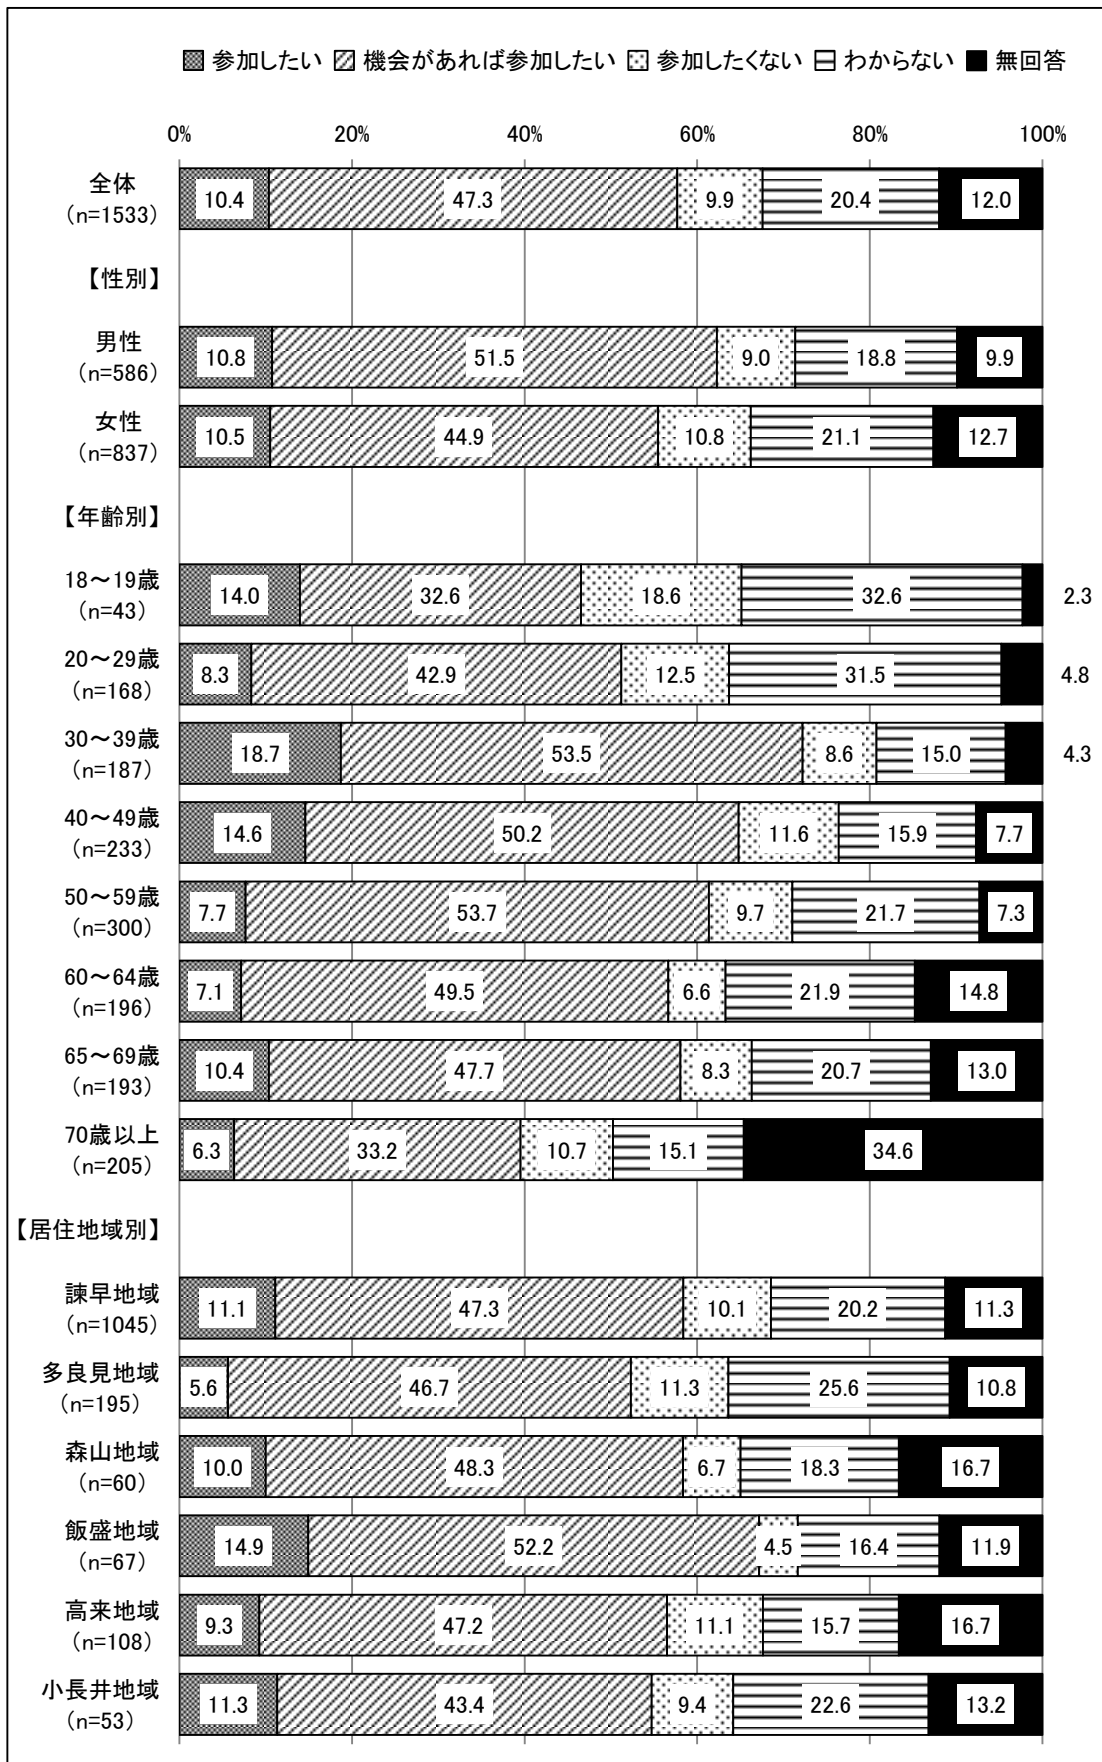 参加したい 機会があれば参加したい 参加したくない わからない 無回答
0% 20% 40% 60% 80% 100%
全体
(n=1533)
10.4 47.3 9.9 20.4 12.0
【性別】
男性
(n=586)
10.8 51.5 9.0 18.8 9.9
女性
(n=837)
10.5 44.9 10.8 21.1 12.7
【年齢別】
18～19歳
(n=43)
14.0 32.6 18.6 32.6 2.3
20～29歳
(n=168)
8.3 42.9 12.5 31.5 4.8
30～39歳
(n=187)
18.7 53.5 8.6 15.0 4.3
40～49歳
(n=233)
14.6 50.2 11.6 15.9 7.7
50～59歳
(n=300)
7.7 53.7 9.7 21.7 7.3
60～64歳
(n=196)
7.1 49.5 6.6 21.9 14.8
65～69歳
(n=193)
10.4 47.7 8.3 20.7 13.0
70歳以上
(n=205)
6.3 33.2 10.7 15.1 34.6
【居住地域別】
諫早地域
(n=1045)
11.1 47.3 10.1 20.2 11.3
多良見地域
(n=195)
5.6 46.7 11.3 25.6 10.8
森山地域
(n=60)
10.0 48.3 6.7 18.3 16.7
飯盛地域
(n=67)
14.9 52.2 4.5 16.4 11.9
高来地域
(n=108)
9.3 47.2 11.1 15.7 16.7
小長井地域
(n=53)
11.3 43.4 9.4 22.6 13.2